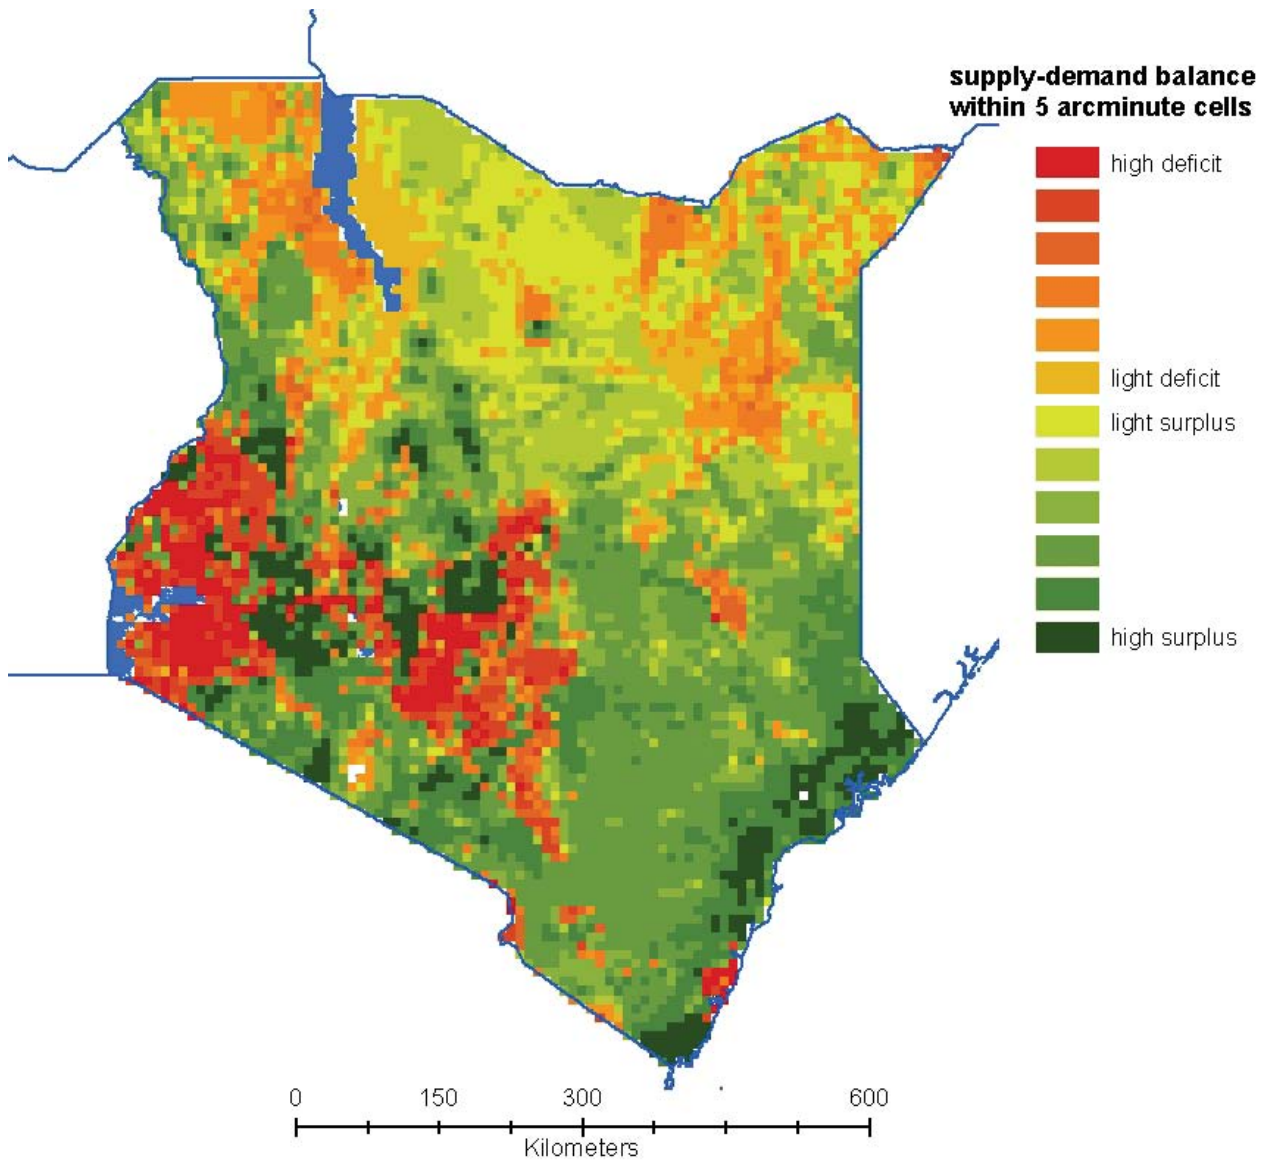 supply-demand balance
within 5 arcminute cells
high deficit
light deficit
light surplus
high surplus
0 150 300 600
Kilometers